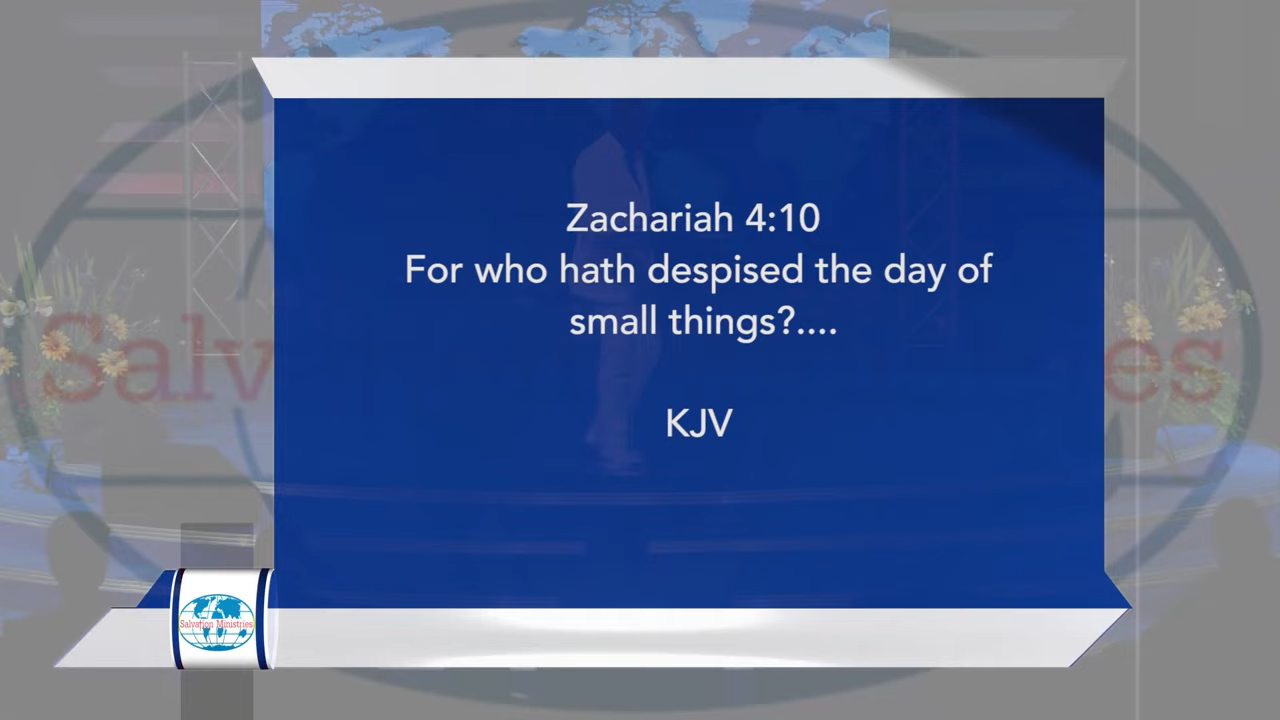 Zachariah 4:10
For who hath despised the day of
small things?....
KJV
Salvation Ministries